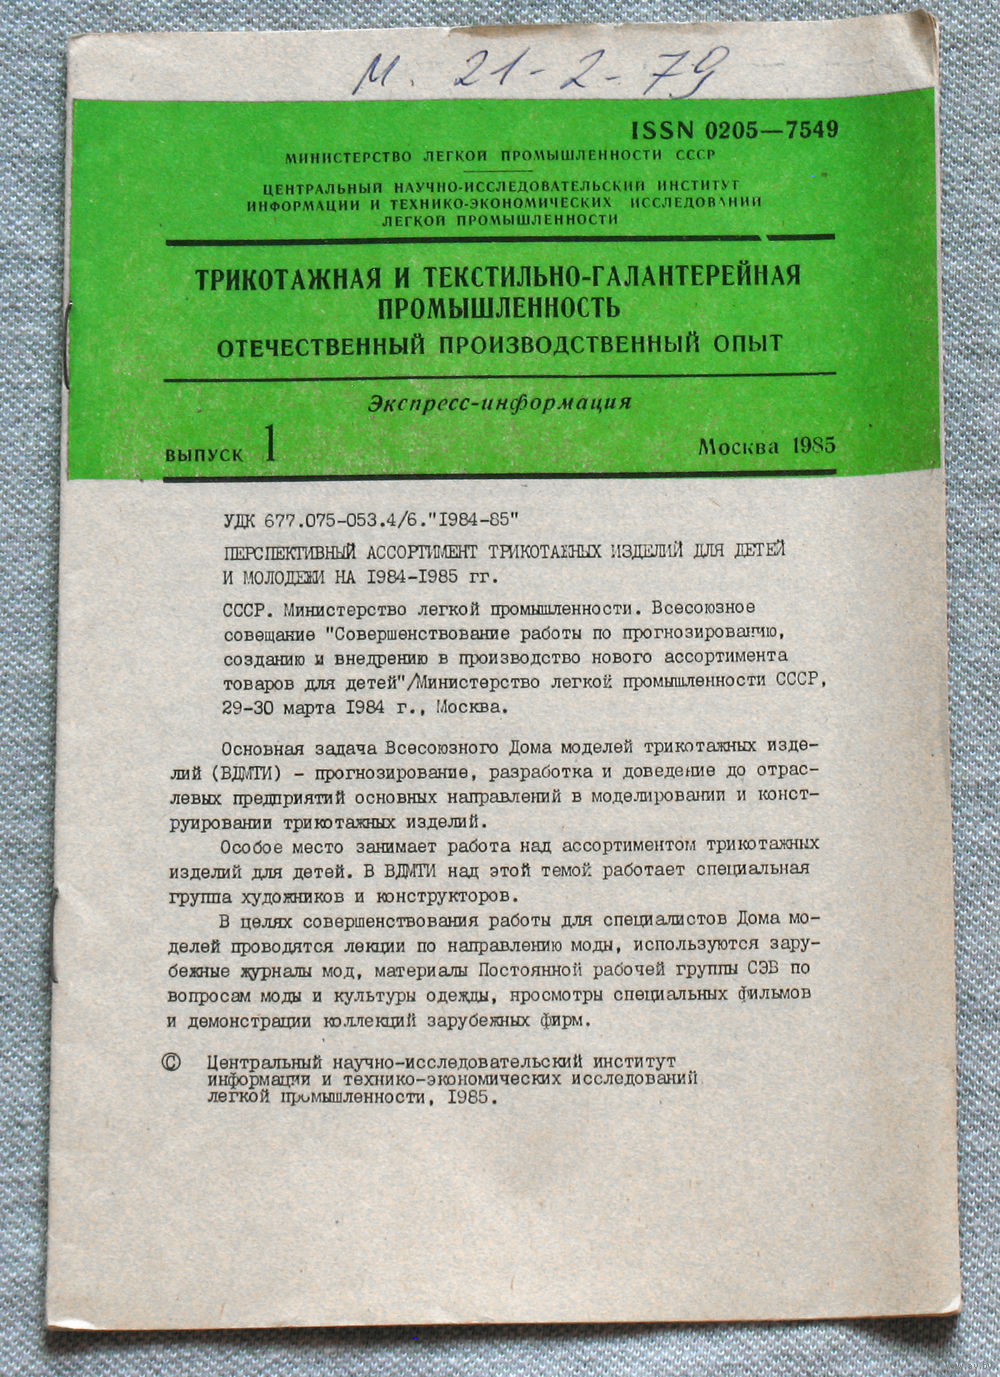 М. 21-2-79
ISSN 0205—7549
МИНИСТЕРСТВО ЛЕГКОЙ ПРОМЫШЛЕННОСТИ СССР
ЦЕНТРАЛЬНЫЙ НАУЧНО-ИССЛЕДОВАТЕЛЬСКИЙ ИНСТИТУТ
ИНФОРМАЦИИ И ТЕХНИКО-ЭКОНОМИЧЕСКИХ ИССЛЕДОВАНИЙ
ЛЕГКОЙ ПРОМЫШЛЕННОСТИ
ТРИКОТАЖНАЯ И ТЕКСТИЛЬНО-ГАЛАНТЕРЕЙНАЯ
ПРОМЫШЛЕННОСТЬ
ОТЕЧЕСТВЕННЫЙ ПРОИЗВОДСТВЕННЫЙ ОПЫТ
Экспресс-информация
ВЫПУСК 1
Москва 1985
УДК 677.075-053.4/6."1984-85"
ПЕРСПЕКТИВНЫЙ АССОРТИМЕНТ ТРИКОТАЖНЫХ ИЗДЕЛИЙ ДЛЯ ДЕТЕЙ
И МОЛОДЕЖИ НА 1984-1985 гг.
СССР. Министерство легкой промышленности. Всесоюзное
совещание "Совершенствование работы по прогнозированию,
созданию и внедрению в производство нового ассортимента
товаров для детей"/Министерство легкой промышленности СССР,
29-30 марта 1984 г., Москва.
Основная задача Всесоюзного Дома моделей трикотажных изде-
лий (ВДМТИ) - прогнозирование, разработка и доведение до отрас-
левых предприятий основных направлений в моделировании и конст-
руировании трикотажных изделий.
Особое место занимает работа над ассортиментом трикотажных
изделий для детей. В ВДМТИ над этой темой работает специальная
группа художников и конструкторов.
В целях совершенствования работы для специалистов Дома мо-
делей проводятся лекции по направлению моды, используются зару-
бежные журналы мод, материалы Постоянной рабочей группы СЭВ по
вопросам моды и культуры одежды, просмотры специальных фильмов
и демонстрации коллекций зарубежных фирм.
© Центральный научно-исследовательский институт
информации и технико-экономических исследований
легкой промышленности, 1985.